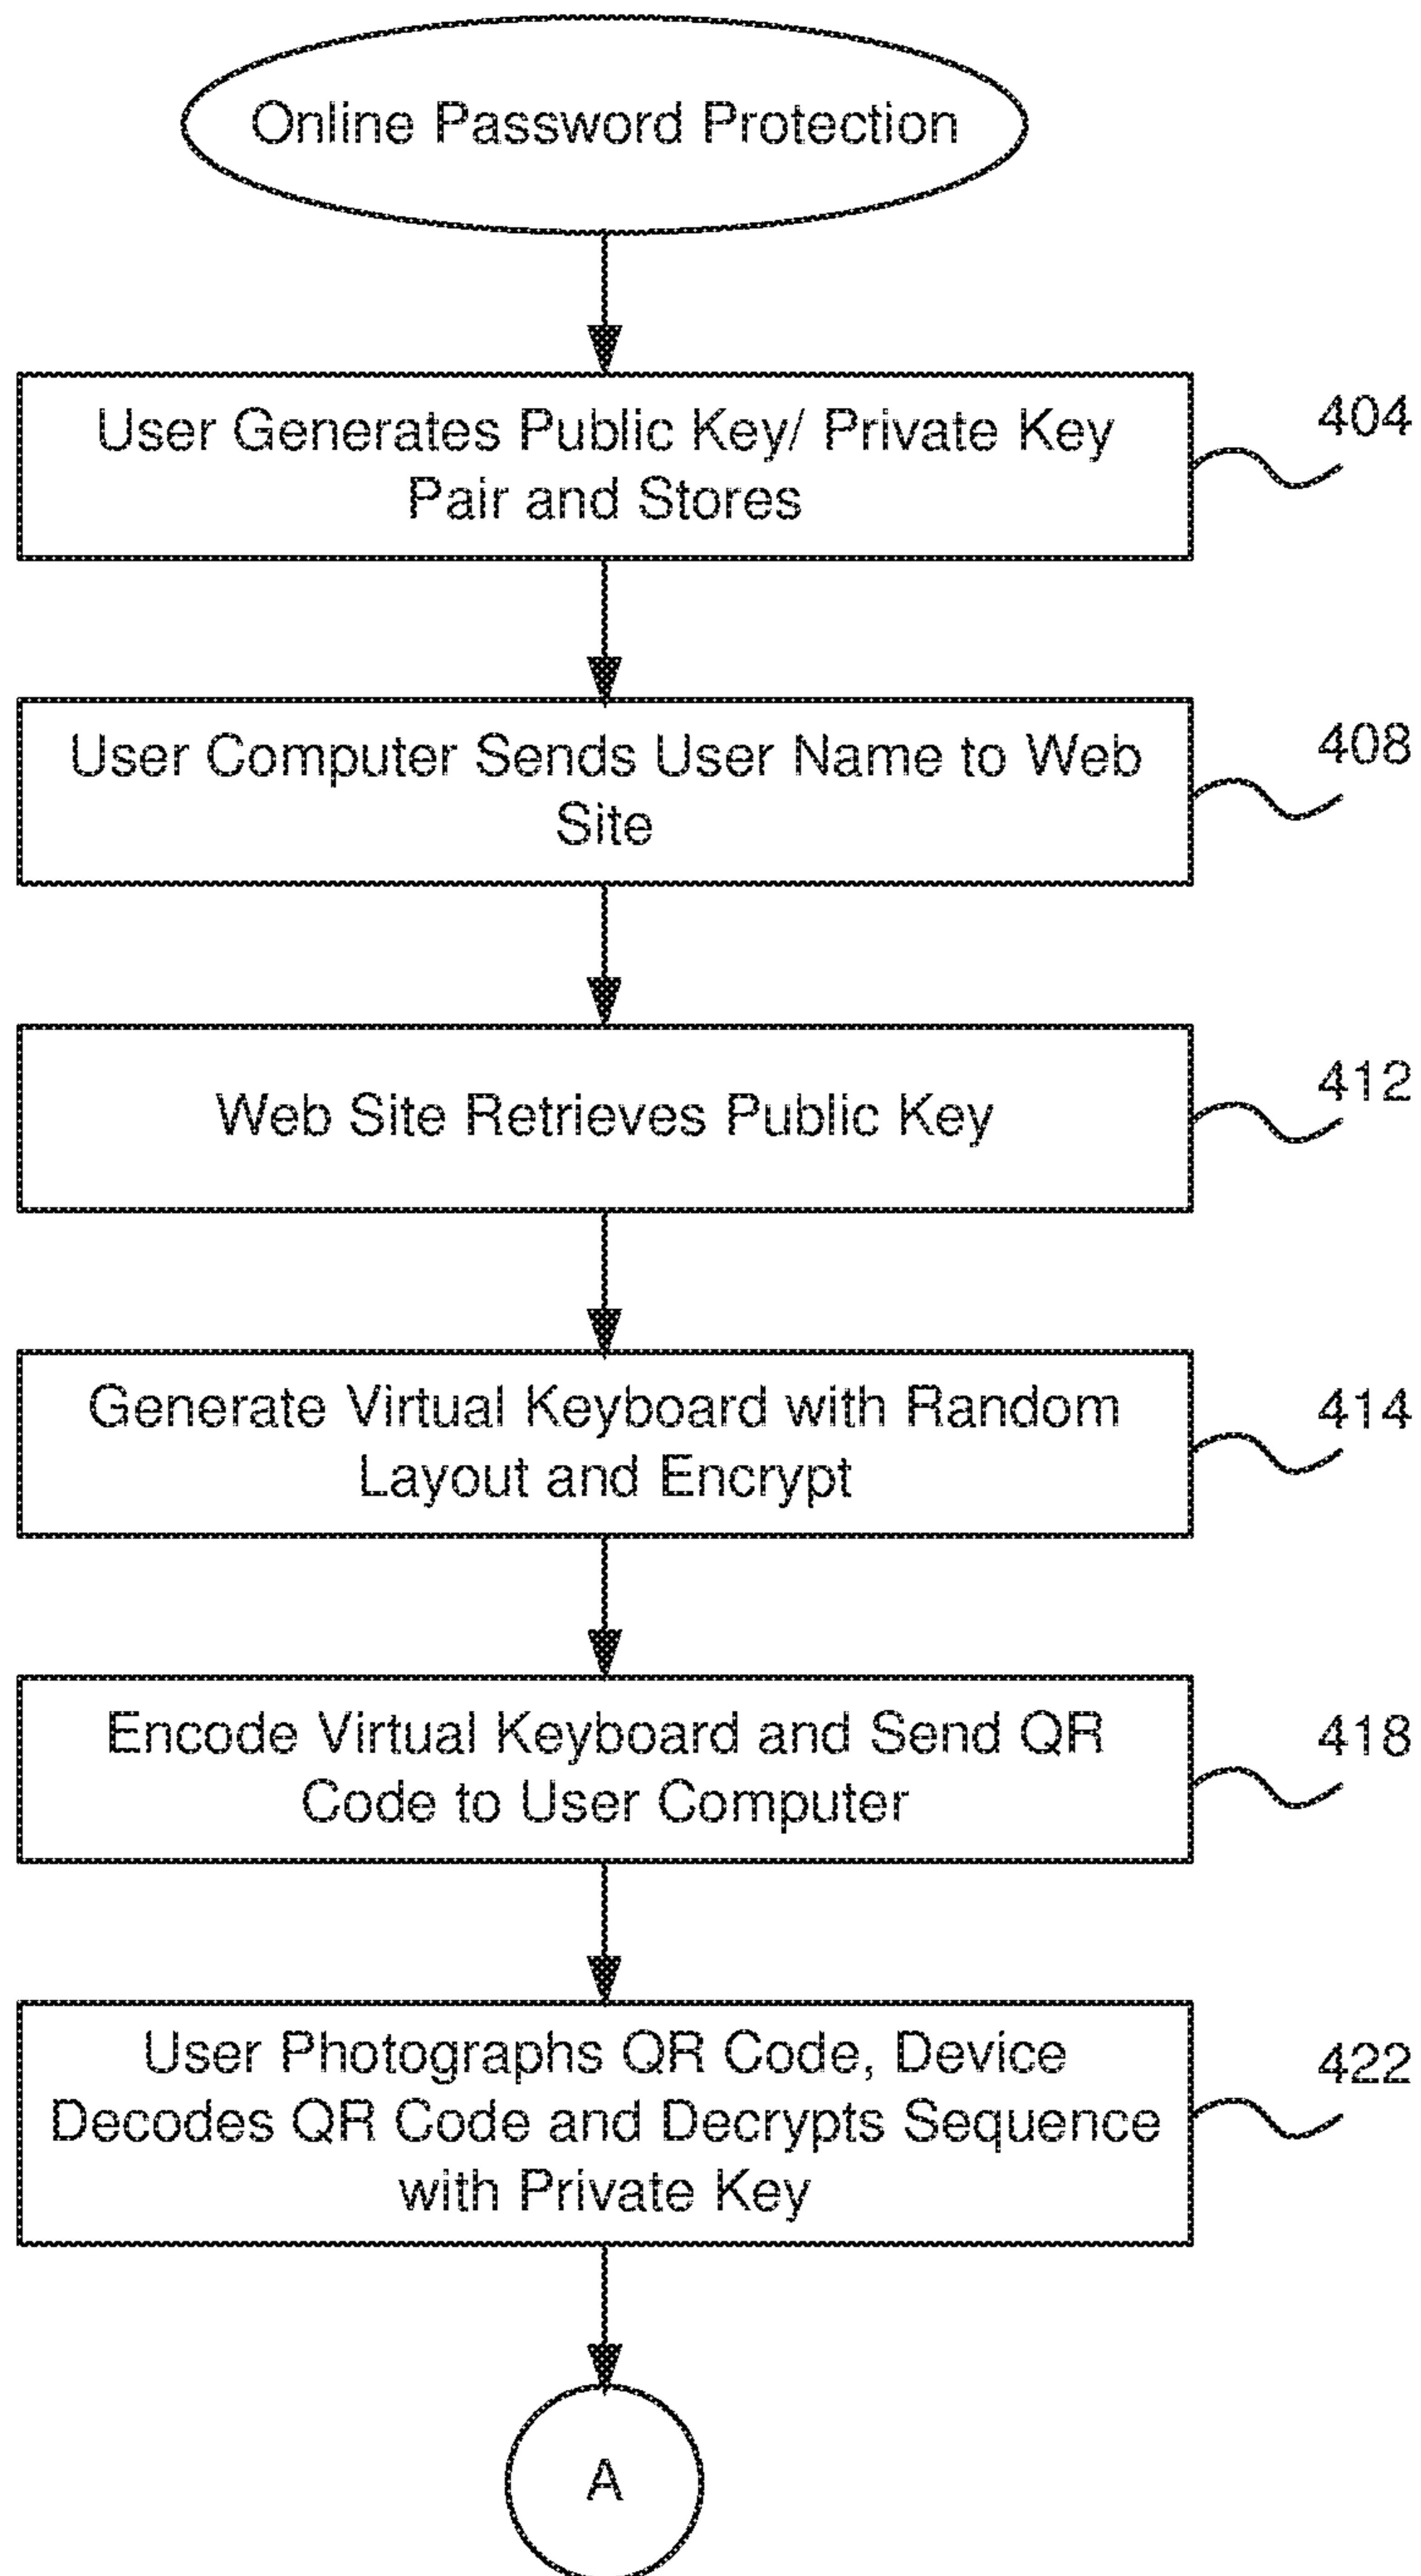 Online Password Protection
User Generates Public Key/ Private Key
Pair and Stores
404
User Computer Sends User Name to Web
Site
408
Web Site Retrieves Public Key
412
Generate Virtual Keyboard with Random
Layout and Encrypt
414
Encode Virtual Keyboard and Send QR
Code to User Computer
418
User Photographs QR Code, Device
Decodes QR Code and Decrypts Sequence
with Private Key
422
A